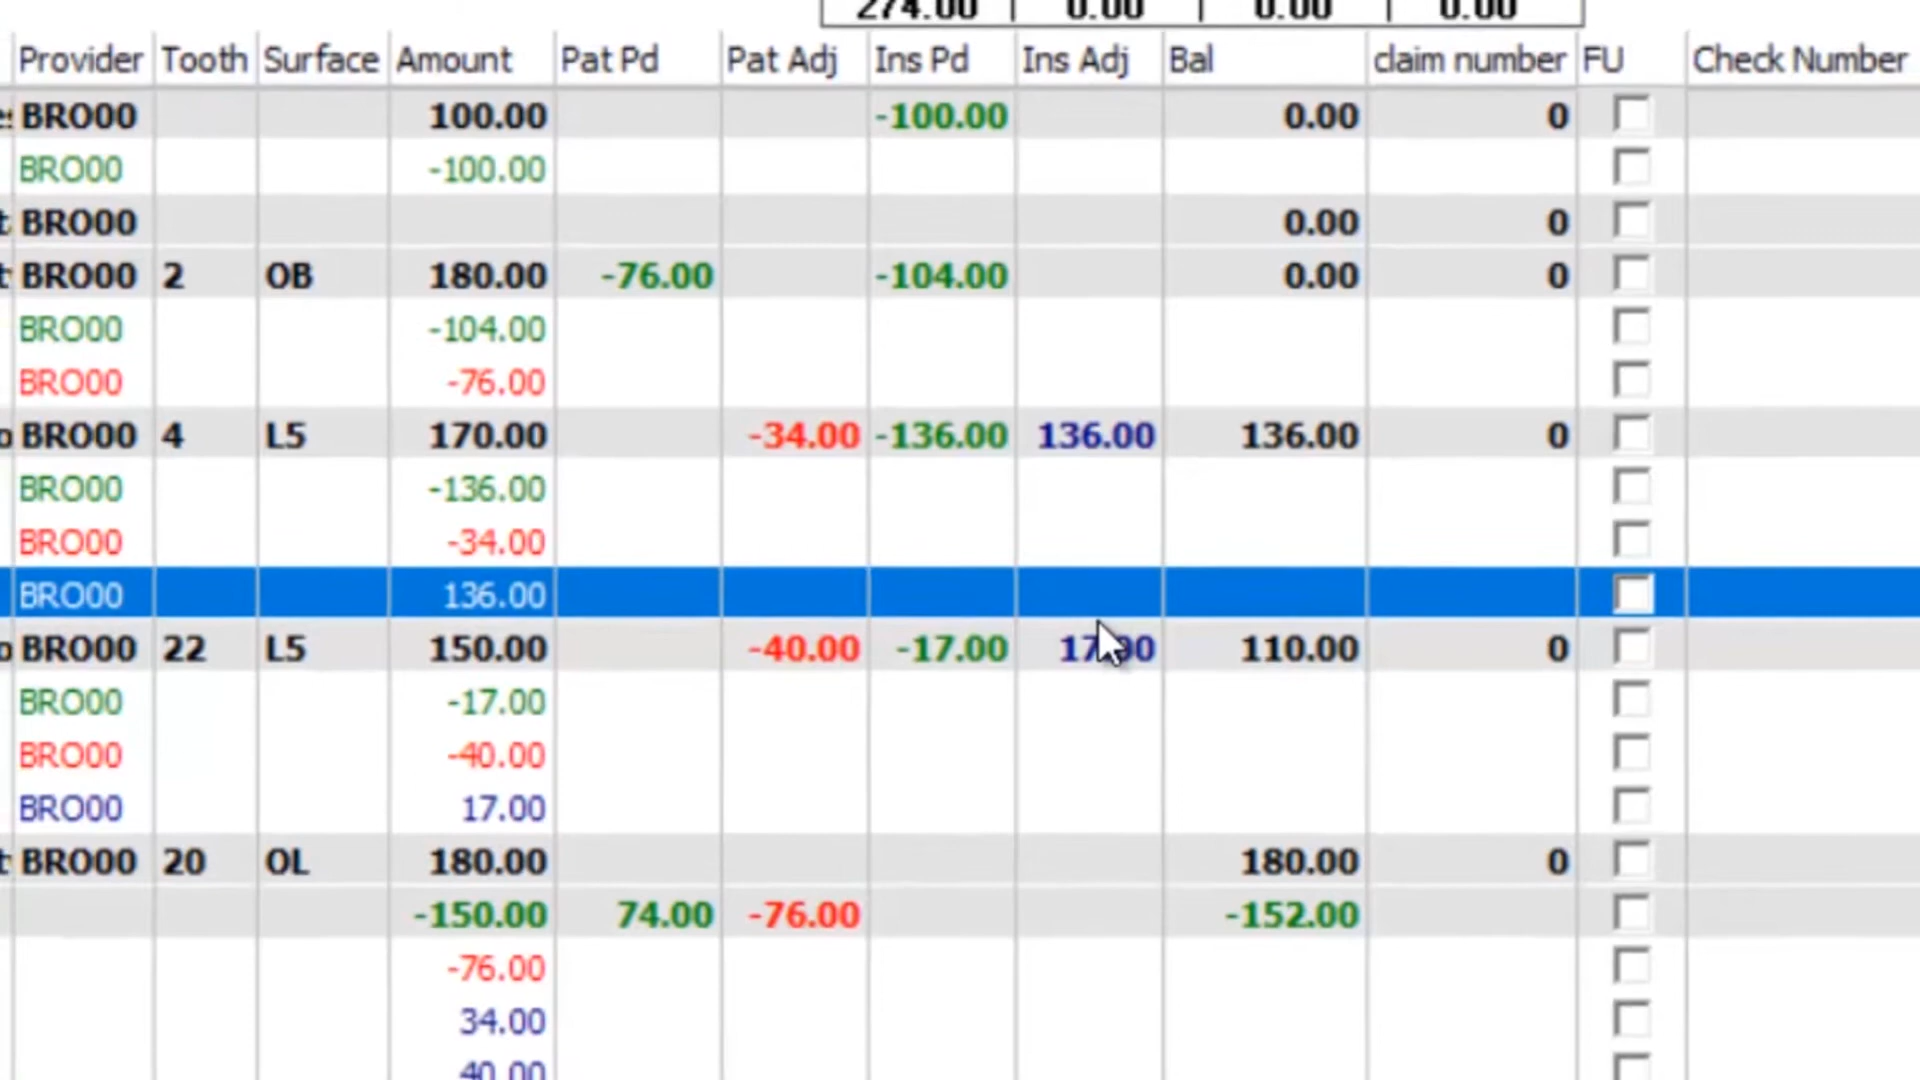 274.00 0.00 0.00 0.00
Provider Tooth Surface Amount Pat Pd Pat Adj Ins Pd Ins Adj Bal claim number FU Check Number
BRO00 100.00 -100.00 0.00 0
BRO00 -100.00
BRO00 0.00 0
BRO00 2 OB 180.00 -76.00 -104.00 0.00 0
BRO00 -104.00
BRO00 -76.00
BRO00 4 L5 170.00 -34.00 -136.00 136.00 136.00 0
BRO00 -136.00
BRO00 -34.00
BRO00 136.00
BRO00 22 L5 150.00 -40.00 -17.00 17.00 110.00 0
BRO00 -17.00
BRO00 -40.00
BRO00 17.00
BRO00 20 OL 180.00 180.00 0
-150.00 74.00 -76.00 -152.00
-76.00
34.00
40.00